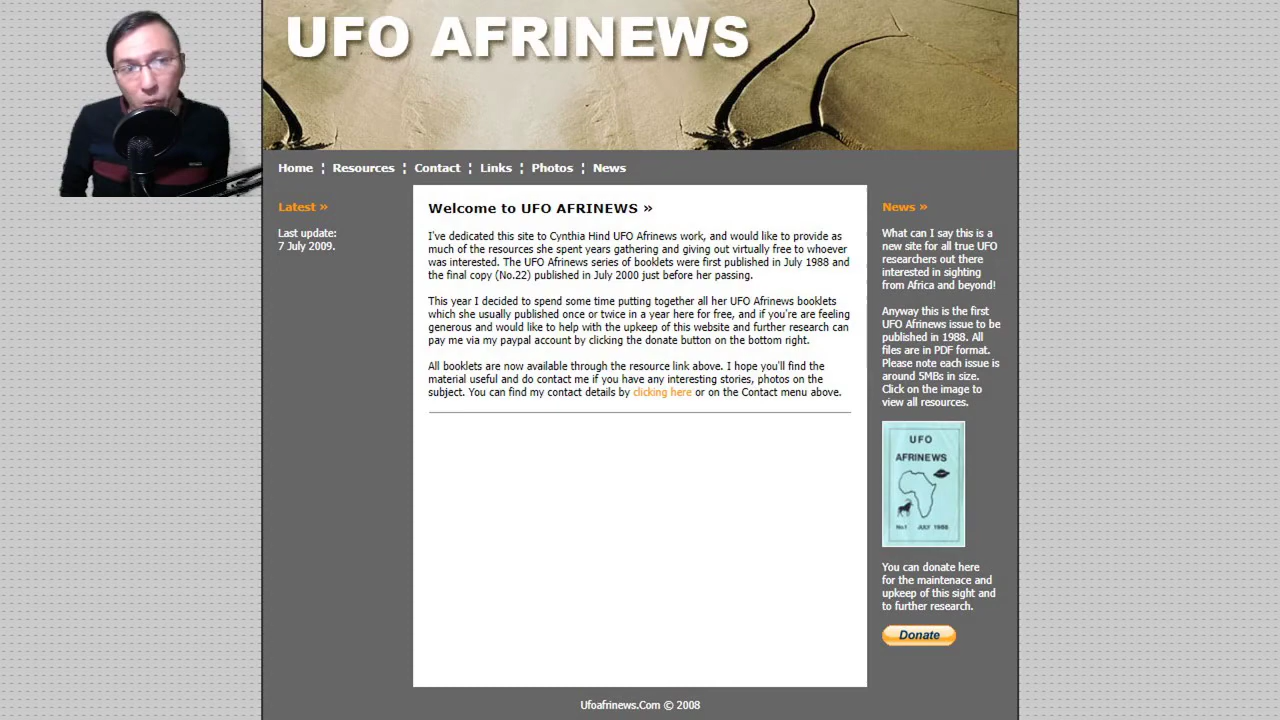 UFO AFRINEWS
Home ¦ Resources ¦ Contact ¦ Links ¦ Photos ¦ News
Latest »
Last update:
7 July 2009.
Welcome to UFO AFRINEWS »
I've dedicated this site to Cynthia Hind UFO Afrinews work, and would like to provide as
much of the resources she spent years gathering and giving out virtually free to whoever
was interested. The UFO Afrinews series of booklets were first published in July 1988 and
the final copy (No.22) published in July 2000 just before her passing.
This year I decided to spend some time putting together all her UFO Afrinews booklets
which she usually published once or twice in a year here for free, and if you're are feeling
generous and would like to help with the upkeep of this website and further research can
pay me via my paypal account by clicking the donate button on the bottom right.
All booklets are now available through the resource link above. I hope you'll find the
material useful and do contact me if you have any interesting stories, photos on the
subject. You can find my contact details by clicking here or on the Contact menu above.
News »
What can I say this is a
new site for all true UFO
researchers out there
interested in sighting
from Africa and beyond!
Anyway this is the first
UFO Afrinews issue to be
published in 1988. All
files are in PDF format.
Please note each issue is
around 5MBs in size.
Click on the image to
view all resources.
UFO
AFRINEWS
No.1 JULY 1988
You can donate here
for the maintenace and
upkeep of this sight and
to further research.
Donate
Ufoafrinews.Com © 2008